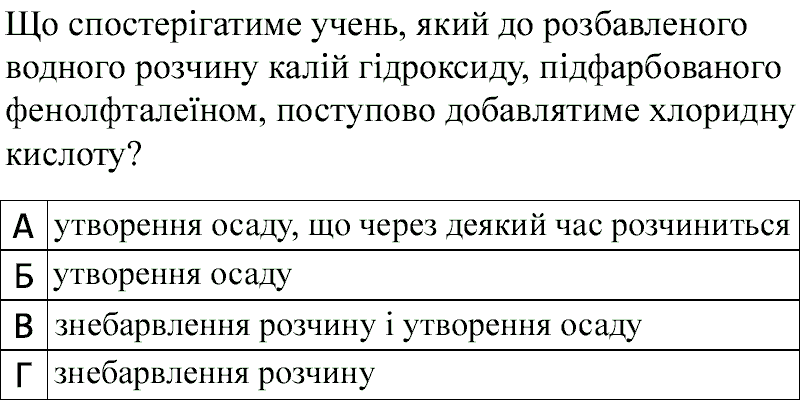 Що спостерігатиме учень, який до розбавленого
водного розчину калій гідроксиду, підфарбованого
фенолфталеїном, поступово добавлятиме хлоридну
кислоту?
А утворення осаду, що через деякий час розчиниться
Б утворення осаду
В знебарвлення розчину і утворення осаду
Г знебарвлення розчину